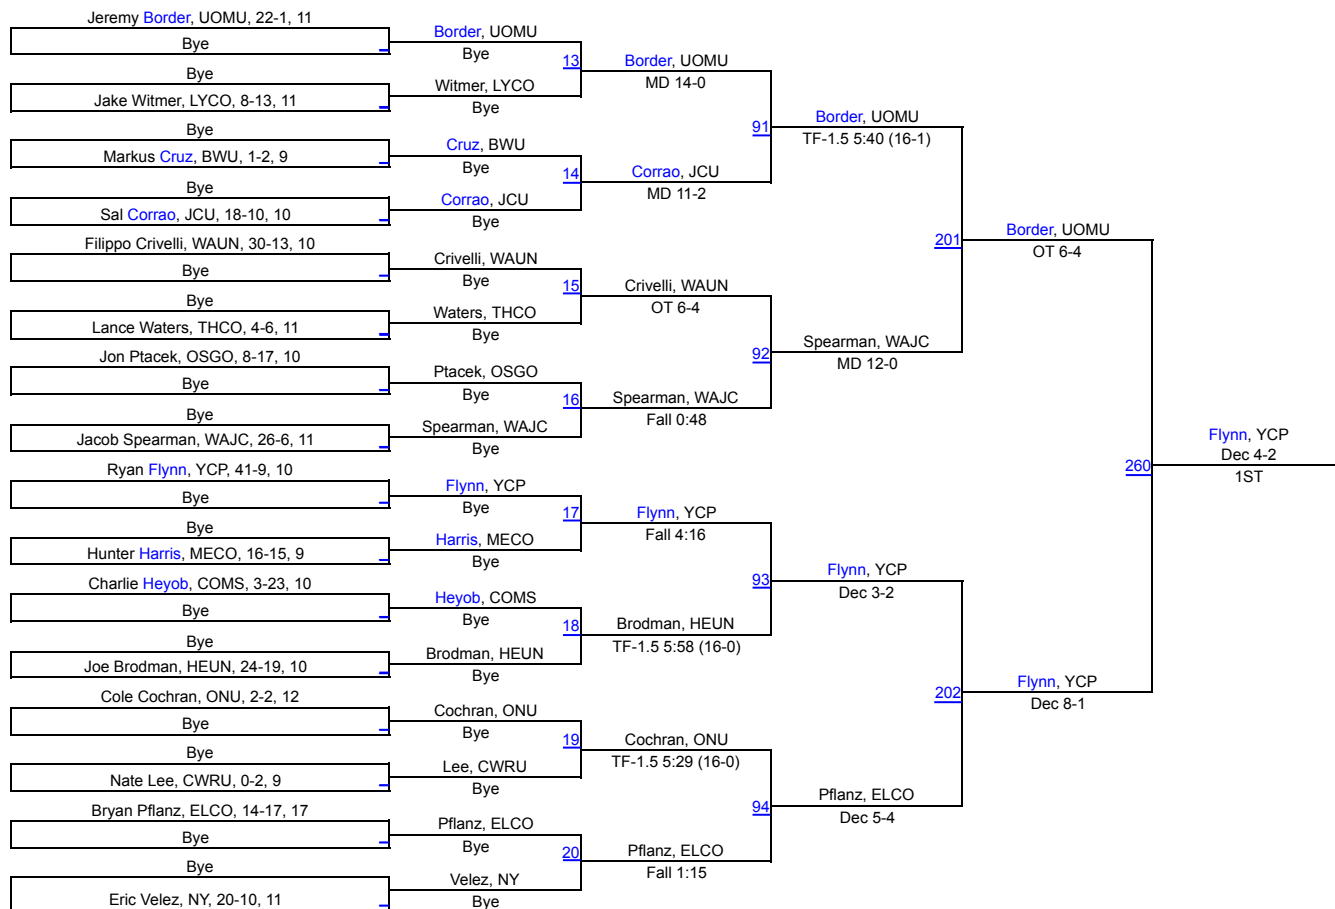 Jeremy Border, UOMU, 22-1, 11
Bye
Bye
Jake Witmer, LYCO, 8-13, 11
Bye
Markus Cruz, BWU, 1-2, 9
Bye
Sal Corrao, JCU, 18-10, 10
Filippo Crivelli, WAUN, 30-13, 10
Bye
Bye
Lance Waters, THCO, 4-6, 11
Jon Ptacek, OSGO, 8-17, 10
Bye
Bye
Jacob Spearman, WAJC, 26-6, 11
Ryan Flynn, YCP, 41-9, 10
Bye
Bye
Hunter Harris, MECO, 16-15, 9
Charlie Heyob, COMS, 3-23, 10
Bye
Bye
Joe Brodman, HEUN, 24-19, 10
Cole Cochran, ONU, 2-2, 12
Bye
Bye
Nate Lee, CWRU, 0-2, 9
Bryan Pflanz, ELCO, 14-17, 17
Bye
Bye
Eric Velez, NY, 20-10, 11
Border, UOMU
Bye
13
Witmer, LYCO
Bye
Cruz, BWU
Bye
14
Corrao, JCU
Bye
Crivelli, WAUN
Bye
15
Waters, THCO
Bye
Ptacek, OSGO
Bye
16
Spearman, WAJC
Bye
Flynn, YCP
Bye
17
Harris, MECO
Bye
Heyob, COMS
Bye
18
Brodman, HEUN
Bye
Cochran, ONU
Bye
19
Lee, CWRU
Bye
Pflanz, ELCO
Bye
20
Velez, NY
Bye
Border, UOMU
MD 14-0
91
Corrao, JCU
MD 11-2
Crivelli, WAUN
OT 6-4
92
Spearman, WAJC
Fall 0:48
Flynn, YCP
Fall 4:16
93
Brodman, HEUN
TF-1.5 5:58 (16-0)
Cochran, ONU
TF-1.5 5:29 (16-0)
94
Pflanz, ELCO
Fall 1:15
Border, UOMU
TF-1.5 5:40 (16-1)
201
Spearman, WAJC
MD 12-0
Flynn, YCP
Dec 3-2
202
Pflanz, ELCO
Dec 5-4
Border, UOMU
OT 6-4
260
Flynn, YCP
Dec 8-1
Flynn, YCP
Dec 4-2
1ST